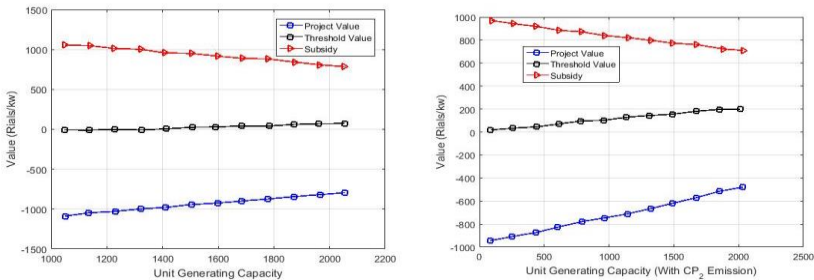 1500
1000
500
0
-500
-1000
-1500
Value (Rials/kw)
Project Value
Threshold Value
Subsidy
1000 1200 1400 1600 1800 2000 2200
Unit Generating Capacity
1000
800
600
400
200
0
-200
-400
-600
-800
-1000
Value (Rials/kw)
Project Value
Threshold Value
Subsidy
0 500 1000 1500 2000 2500
Unit Generating Capacity (With CP₂ Emission)